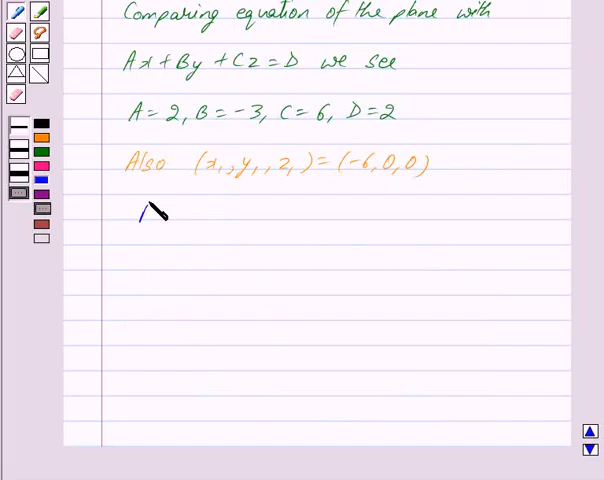 Comparing equation of the plane with
Ax + By + Cz = D we see
A = 2, B = -3, C = 6, D = 2
Also (x₁, y₁, z₁) = (-6, 0, 0)